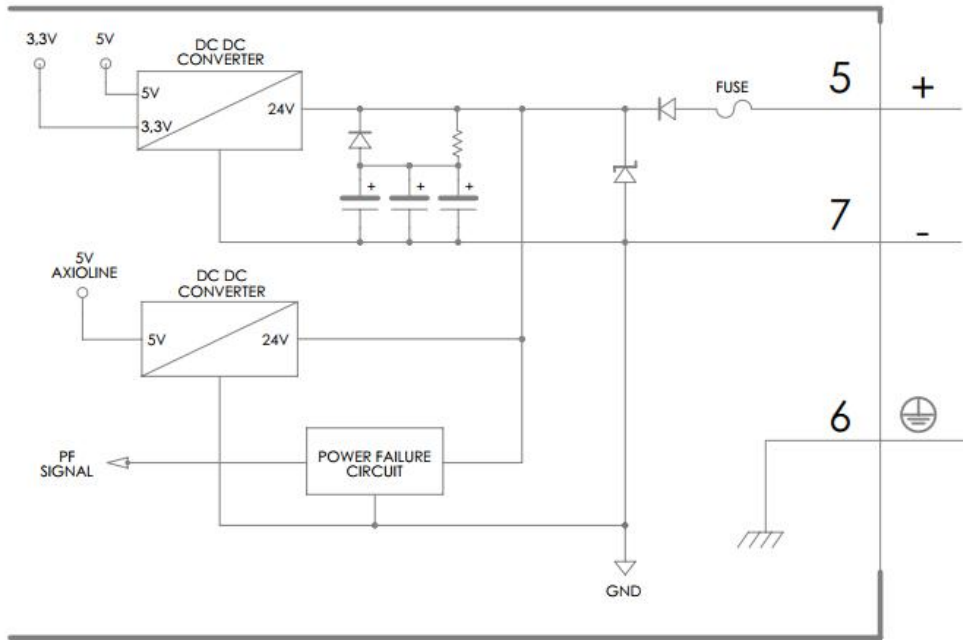 3,3V
5V
DC DC
CONVERTER
5V
24V
3,3V
+
+
+
FUSE
5
+
7
-
5V
AXIOLINE
DC DC
CONVERTER
5V
24V
6
PF
SIGNAL
POWER FAILURE
CIRCUIT
GND